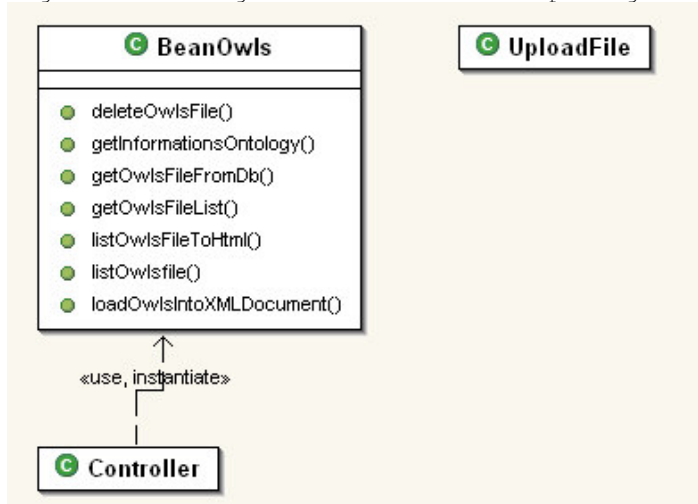 BeanOwls
UploadFile
deleteOwlsFile()
getInformationsOntology()
getOwlsFileFromDb()
getOwlsFileList()
listOwlsFileToHtml()
listOwlsfile()
loadOwlsIntoXMLDocument()
«use, instantiate»
Controller